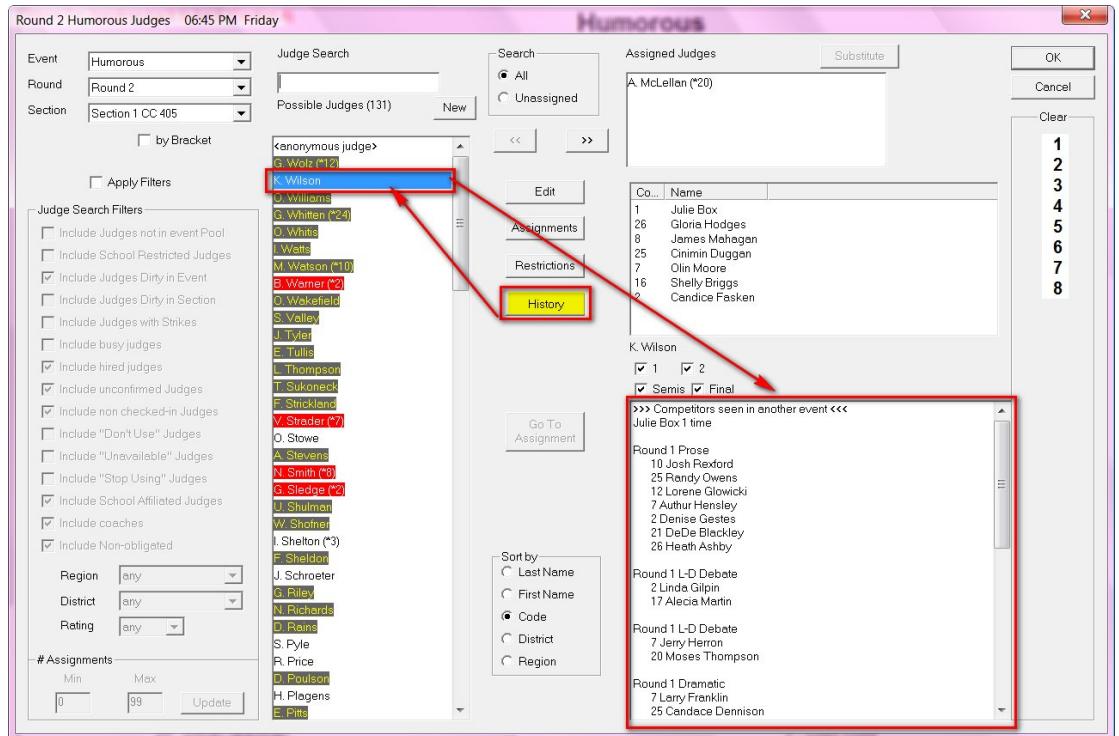 Round 2 Humorous Judges 06:45 PM Friday
Humorous
Event
Humorous
Round
Round 2
Section
Section 1 CC 405
by Bracket
Apply Filters
Judge Search Filters
Include Judges not in event Pool
Include School Restricted Judges
Include Judges Dirty in Event
Include Judges Dirty in Section
Include Judges with Strikes
Include busy judges
Include hired judges
Include unconfirmed Judges
Include non checked-in Judges
Include "Don't Use" Judges
Include "Unavailable" Judges
Include "Stop Using" Judges
Include School Affiliated Judges
Include coaches
Include Non-obligated
Region any
District any
Rating any
# Assignments
Min Max
0 99 Update
Judge Search
Possible Judges (131) New
<anonymous judge>
G. Wolz (*12)
K. Wilson
O. Williams
G. Whitten (*24)
O. Whitis
I. Watts
M. Watson (*10)
B. Warner (*2)
O. Wakefield
S. Valley
J. Tyler
E. Tullis
L. Thompson
T. Sukoneck
F. Strickland
V. Strader (*7)
O. Stowe
A. Stevens
N. Smith (*8)
G. Sledge (*2)
U. Shulman
W. Shofner
I. Shelton (*3)
F. Sheldon
J. Schroeter
G. Riley
N. Richards
D. Rains
S. Pyle
R. Price
D. Poulson
H. Plagens
E. Pitts
Search
All
Unassigned
<< >>
Edit
Assignments
Restrictions
History
Go To
Assignment
Sort by
Last Name
First Name
Code
District
Region
Assigned Judges
Substitute
A. McLellan (*20)
Co... Name
1 Julie Box
26 Gloria Hodges
8 James Mahagan
25 Cinimin Duggan
7 Olin Moore
16 Shelly Briggs
2 Candice Fasken
K. Wilson
1 2
Semis Final
>>> Competitors seen in another event <<<
Julie Box 1 time
Round 1 Prose
10 Josh Rexford
25 Randy Owens
12 Lorene Glowicki
7 Authur Hensley
2 Denise Gestes
21 DeDe Blackley
26 Heath Ashby
Round 1 L-D Debate
2 Linda Gilpin
17 Alecia Martin
Round 1 L-D Debate
7 Jerry Herron
20 Moses Thompson
Round 1 Dramatic
7 Larry Franklin
25 Candace Dennison
OK
Cancel
Clear
1
2
3
4
5
6
7
8